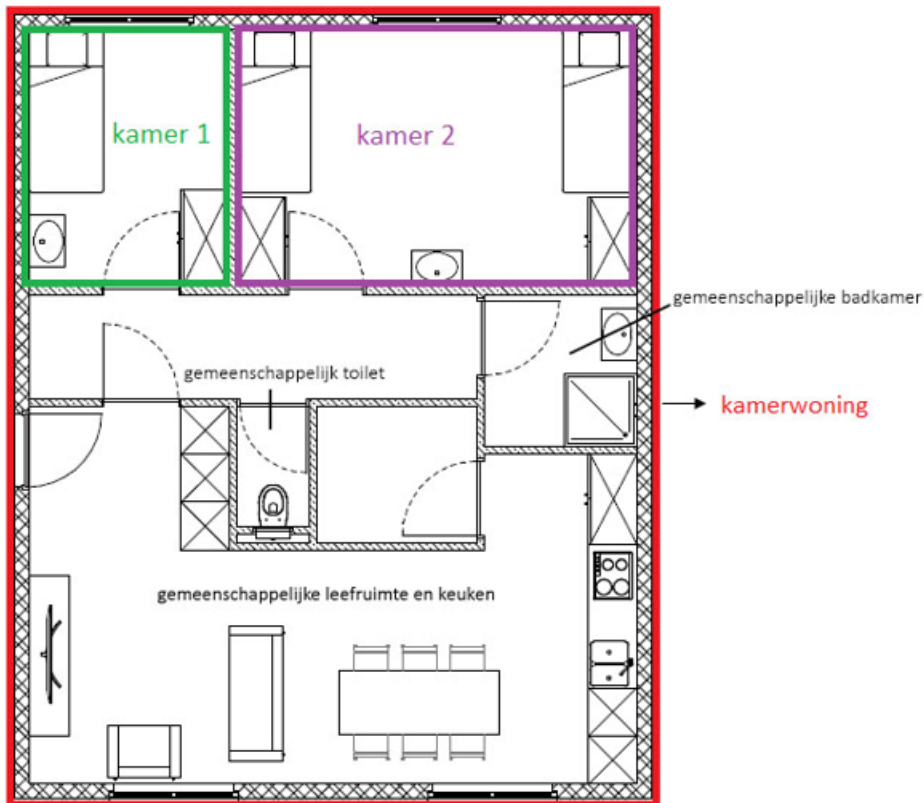 kamer 1
kamer 2
gemeenschappelijke badkamer
gemeenschappelijk toilet
kamerwoning
gemeenschappelijke leefruimte en keuken